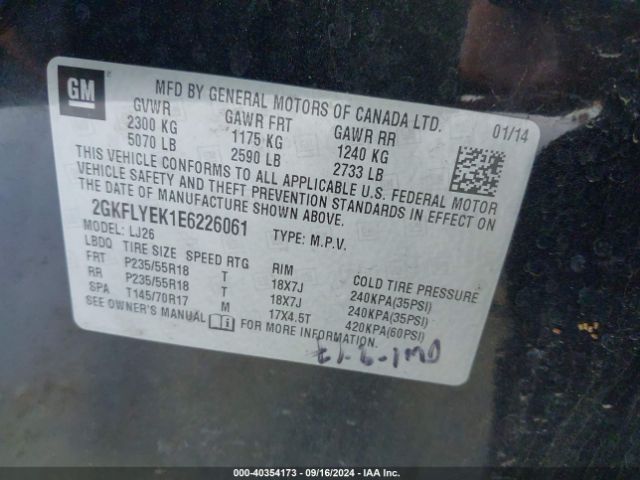 GM
MFD BY GENERAL MOTORS OF CANADA LTD.
01/14
GVWR GAWR FRT GAWR RR
2300 KG 1175 KG 1240 KG
5070 LB 2590 LB 2733 LB
THIS VEHICLE CONFORMS TO ALL APPLICABLE U.S. FEDERAL MOTOR
VEHICLE SAFETY AND THEFT PREVENTION STANDARDS IN EFFECT ON
THE DATE OF MANUFACTURE SHOWN ABOVE.
2GKFLYEK1E6226061 TYPE: M.P.V.
MODEL: LJ26
LBDQ TIRE SIZE SPEED RTG RIM COLD TIRE PRESSURE
FRT P235/55R18 T 18X7J 240KPA(35PSI)
RR P235/55R18 T 18X7J 240KPA(35PSI)
SPA T145/70R17 M 17X4.5T 420KPA(60PSI)
SEE OWNER'S MANUAL FOR MORE INFORMATION.
000-40354173 - 09/16/2024 - IAA Inc.